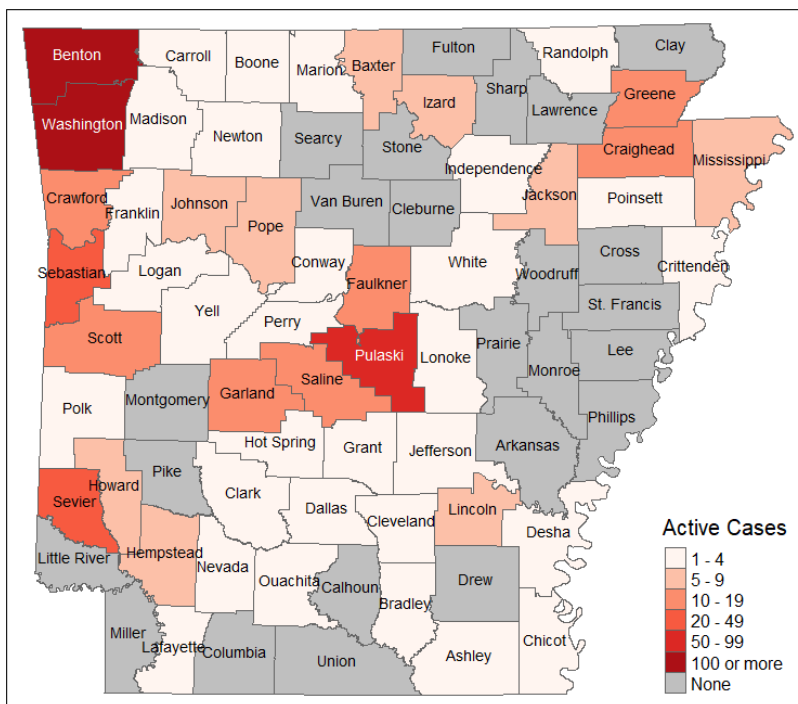 Benton
Carroll
Boone
Marion
Baxter
Fulton
Randolph
Clay
Izard
Sharp
Lawrence
Greene
Washington
Madison
Newton
Searcy
Stone
Independence
Craighead
Mississippi
Crawford
Franklin
Johnson
Pope
Van Buren
Cleburne
Jackson
Poinsett
Sebastian
Logan
Conway
Faulkner
White
Woodruff
Cross
Crittenden
St. Francis
Scott
Yell
Perry
Pulaski
Lonoke
Prairie
Monroe
Lee
Phillips
Polk
Montgomery
Garland
Saline
Hot Spring
Grant
Jefferson
Arkansas
Sevier
Howard
Pike
Clark
Dallas
Cleveland
Lincoln
Desha
Little River
Hempstead
Nevada
Ouachita
Calhoun
Bradley
Drew
Chicot
Miller
Lafayette
Columbia
Union
Ashley
Active Cases
1 - 4
5 - 9
10 - 19
20 - 49
50 - 99
100 or more
None